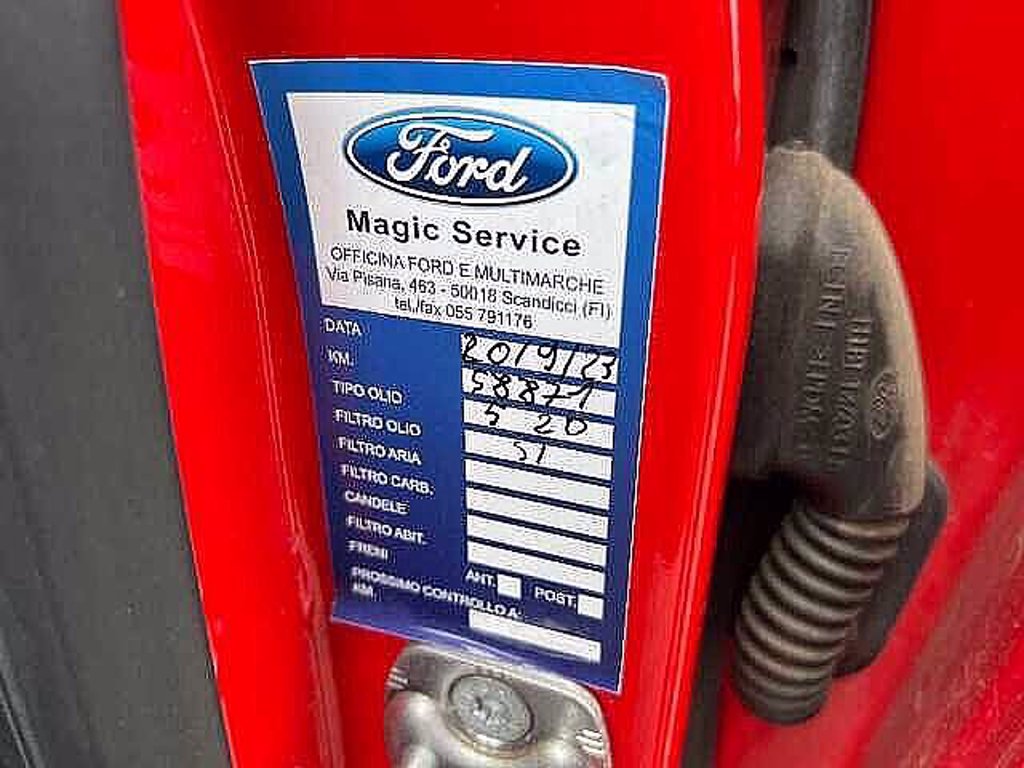 Ford
Magic Service
OFFICINA FORD E MULTIMARCHE
Via Pisana, 463 - 50018 Scandicci (FI)
tel./fax 055 791176
DATA 20/9/23
KM. 58871
TIPO OLIO 5 20
FILTRO OLIO SI
FILTRO ARIA
FILTRO CARB.
CANDELE
FILTRO ABIT.
FRENI ANT. POST.
PROSSIMO CONTROLLO A:
KM.